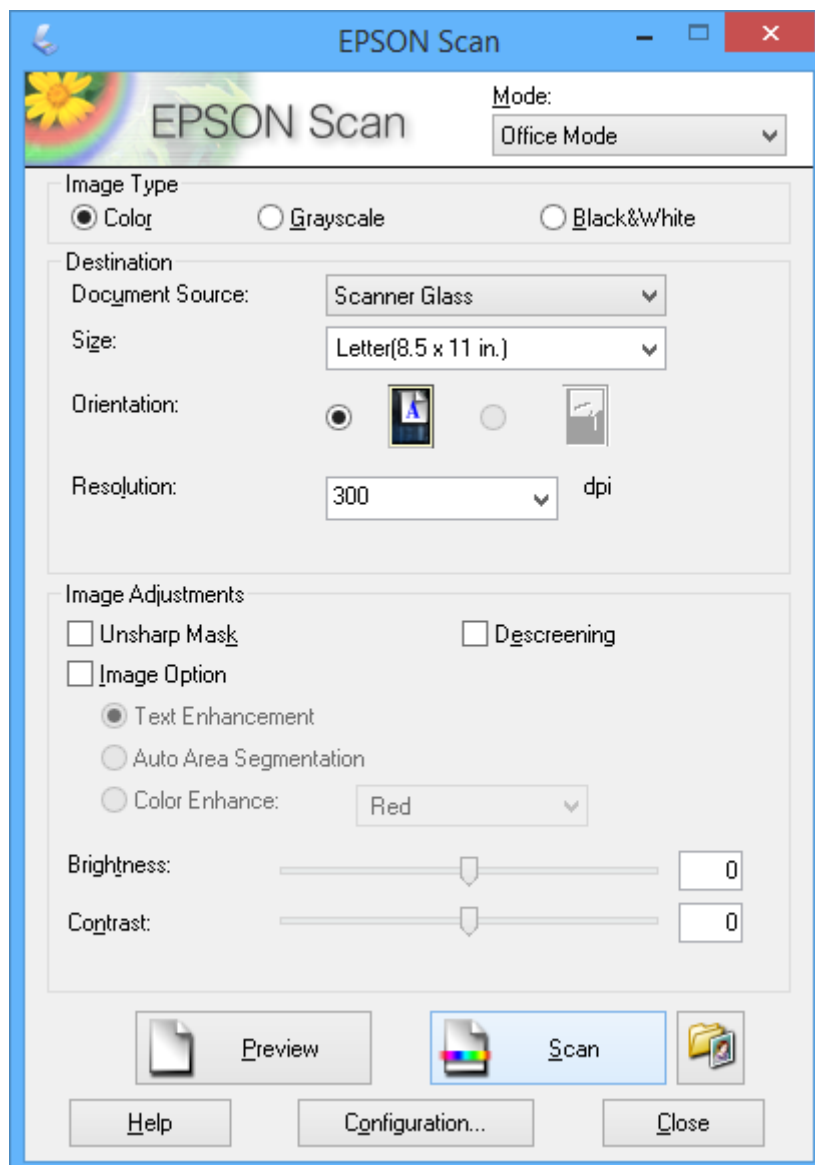 EPSON Scan
EPSON Scan
Mode:
Office Mode
Image Type
Color Grayscale Black&White
Destination
Document Source: Scanner Glass
Size: Letter(8.5 x 11 in.)
Orientation: A
Resolution: 300 dpi
Image Adjustments
Unsharp Mask Descreening
Image Option
Text Enhancement
Auto Area Segmentation
Color Enhance: Red
Brightness: 0
Contrast: 0
Preview Scan
Help Configuration... Close